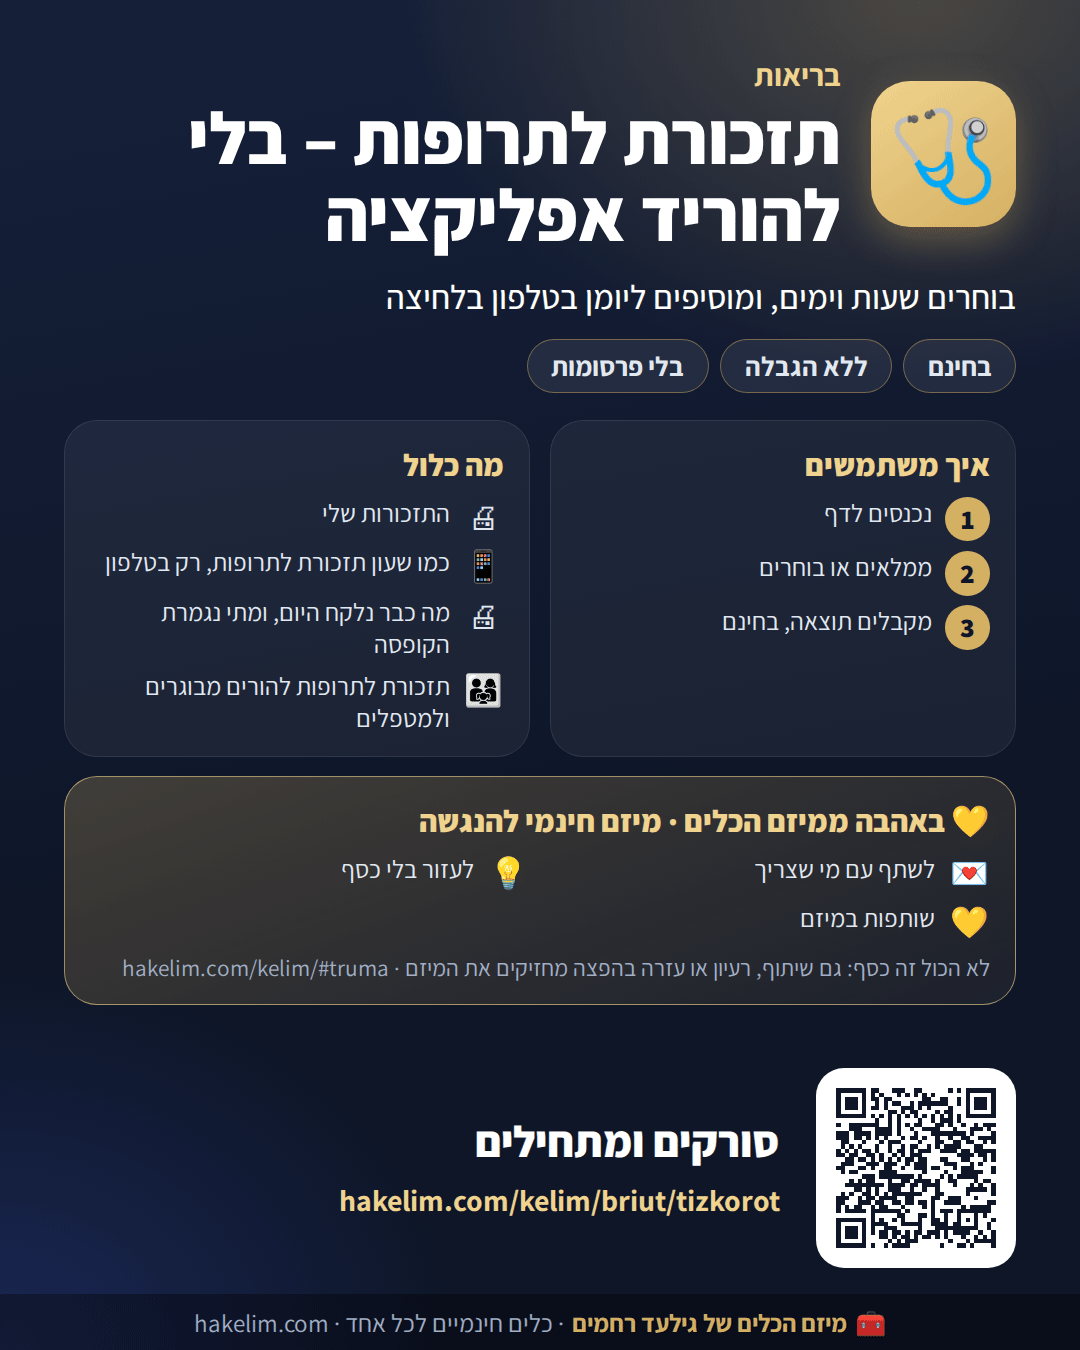 בריאות
תזכורת לתרופות – בלי
להוריד אפליקציה
בוחרים שעות וימים, ומוסיפים ליומן בטלפון בלחיצה
בחינם
ללא הגבלה
בלי פרסומות
איך משתמשים
1 נכנסים לדף
2 ממלאים או בוחרים
3 מקבלים תוצאה, בחינם
מה כלול
התזכורות שלי
כמו שעון תזכורת לתרופות, רק בטלפון
מה כבר נלקח היום, ומתי נגמרת
הקופסה
תזכורת לתרופות להורים מבוגרים
ולמטפלים
באהבה ממיזם הכלים · מיזם חינמי להנגשה
לשתף עם מי שצריך
לעזור בלי כסף
שותפות במיזם
לא הכול זה כסף: גם שיתוף, רעיון או עזרה בהפצה מחזיקים את המיזם · hakelim.com/kelim/#truma
סורקים ומתחילים
hakelim.com/kelim/briut/tizkorot
מיזם הכלים של גילעד רחמים · כלים חינמיים לכל אחד · hakelim.com